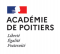 ACADÉMIE
DE POITIERS
Liberté
Égalité
Fraternité